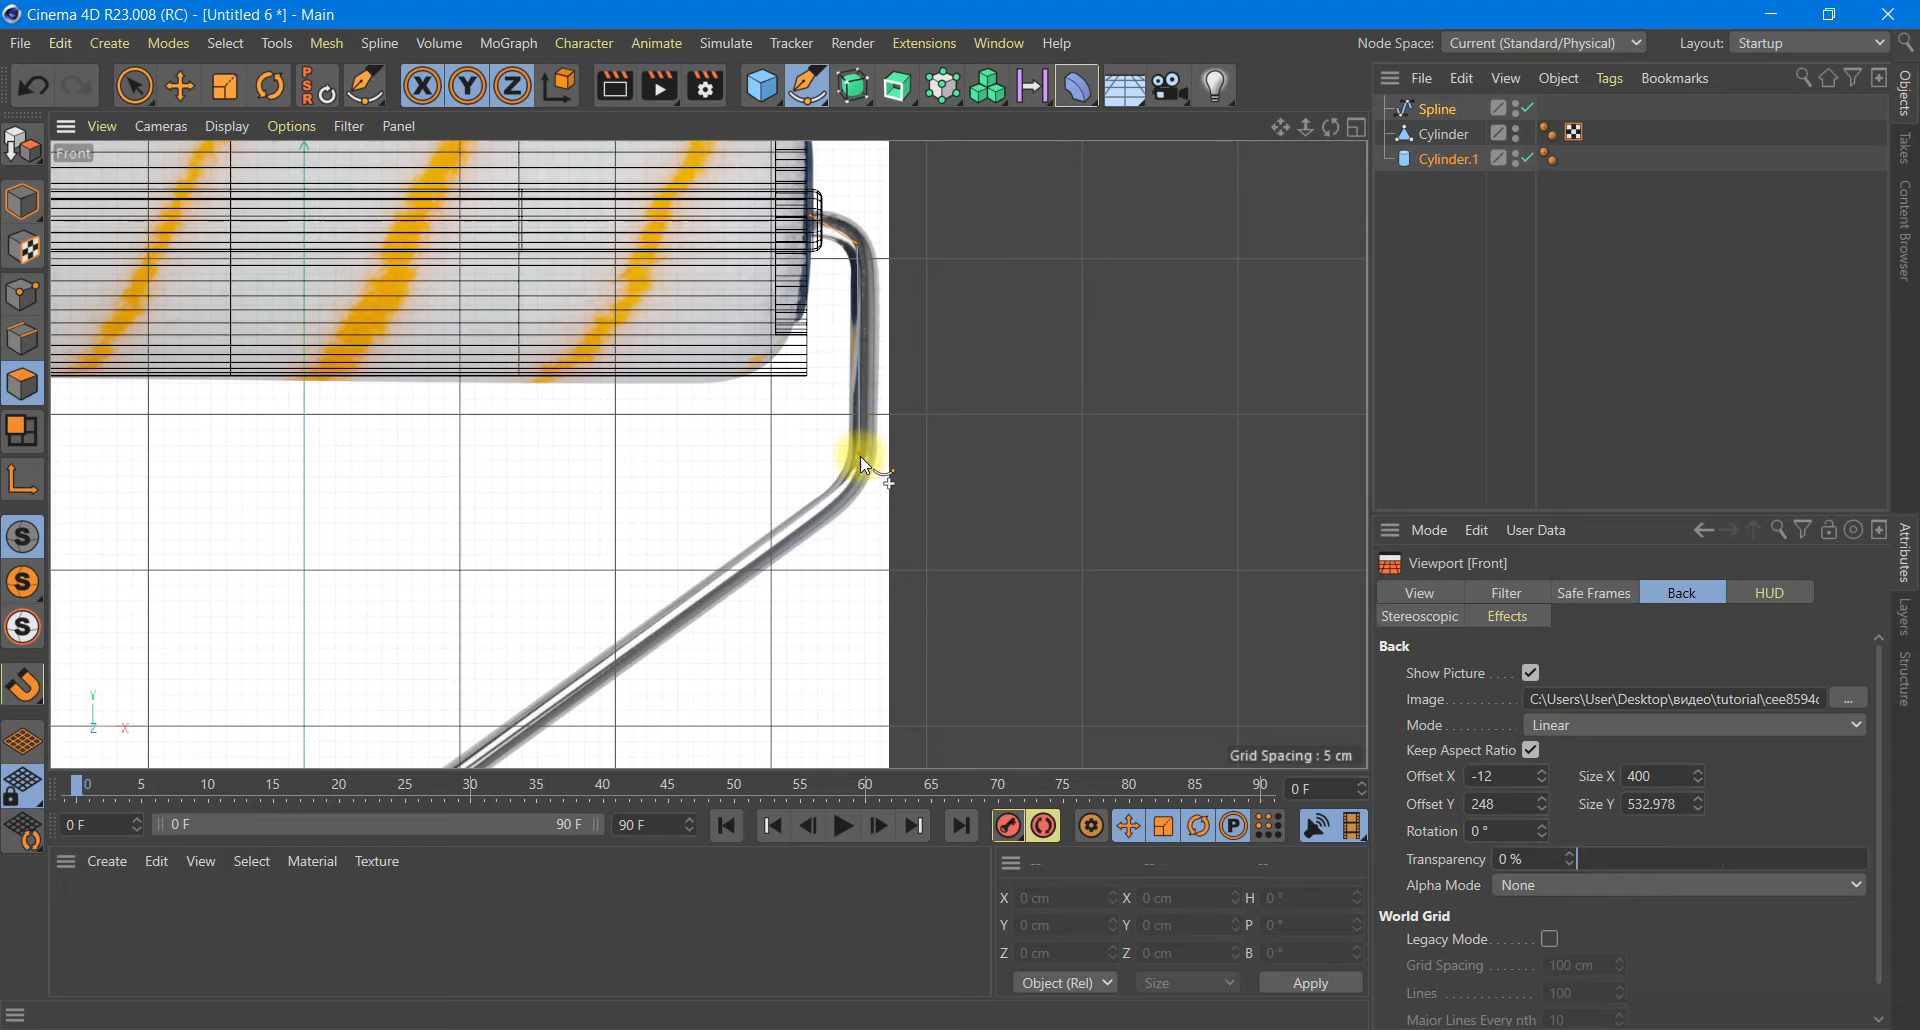 Cinema 4D R23.008 (RC) - [Untitled 6 *] - Main
File Edit Create Modes Select Tools Mesh Spline Volume MoGraph Character Animate Simulate Tracker Render Extensions Window Help
Node Space: Current (Standard/Physical) Layout: Startup
P S R
X Y Z
File Edit View Object Tags Bookmarks
View Cameras Display Options Filter Panel
Front
Spline
Cylinder
Cylinder.1
Objects
Takes
Content Browser
Mode Edit User Data
Viewport [Front]
View Filter Safe Frames Back HUD
Stereoscopic Effects
Back
Show Picture
Image C:\Users\User\Desktop\видео\tutorial\cee8594c ...
Mode Linear
Keep Aspect Ratio
Offset X -12 Size X 400
Offset Y 248 Size Y 532.978
Rotation 0 °
Transparency 0 %
Alpha Mode None
World Grid
Legacy Mode
Grid Spacing 100 cm
Lines 100
Major Lines Every nth 10
Attributes
Layers
Structure
S
S
S
Y
Z X
Grid Spacing : 5 cm
0 5 10 15 20 25 30 35 40 45 50 55 60 65 70 75 80 85 90 0 F
0 F 0 F 90 F 90 F
P
Create Edit View Select Material Texture
-- -- --
X 0 cm X 0 cm H 0 °
Y 0 cm Y 0 cm P 0 °
Z 0 cm Z 0 cm B 0 °
Object (Rel) Size Apply